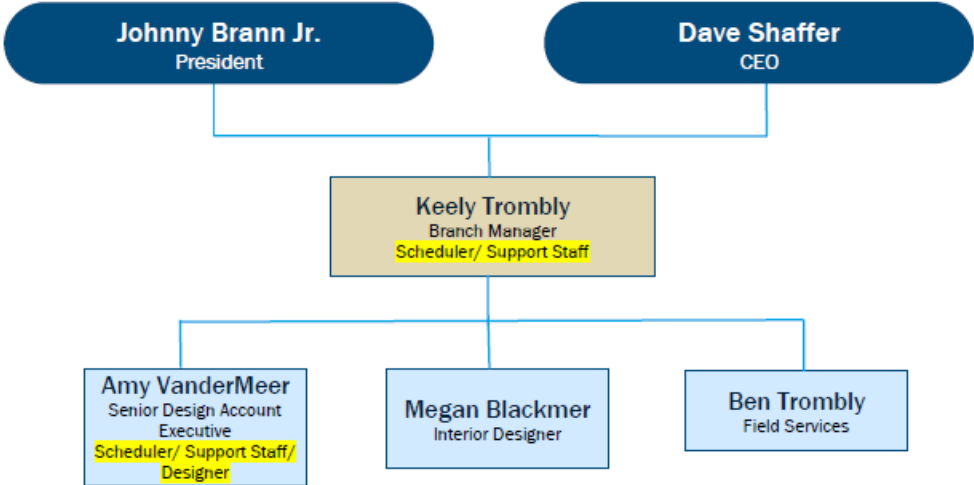 Johnny Brann Jr.
President
Dave Shaffer
CEO
Keely Trombly
Branch Manager
Scheduler/ Support Staff
Amy VanderMeer
Senior Design Account
Executive
Scheduler/ Support Staff/
Designer
Megan Blackmer
Interior Designer
Ben Trombly
Field Services